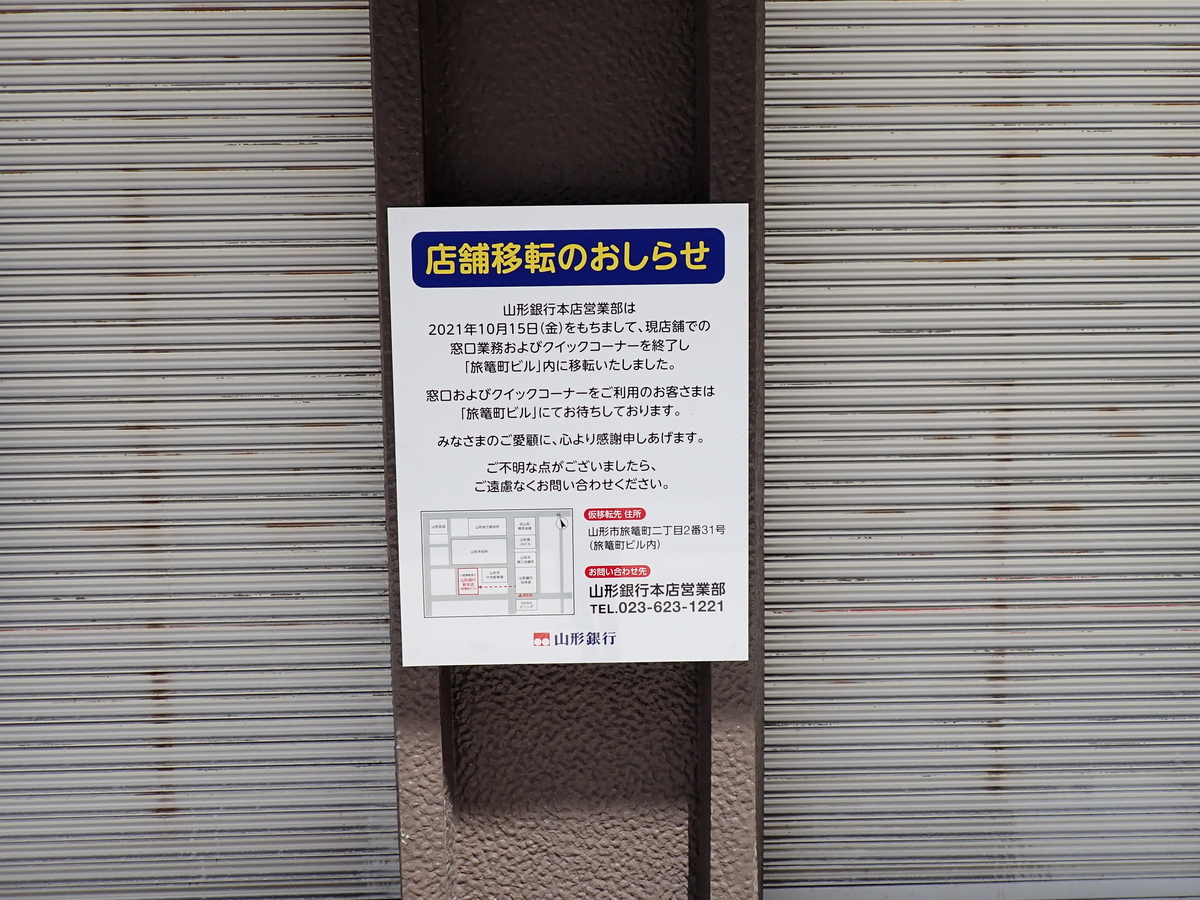 店舗移転のおしらせ
山形銀行本店営業部は
2021年10月15日(金)をもちまして、現店舗での
窓口業務およびクイックコーナーを終了し
「旅篭町ビル」内に移転いたしました。
窓口およびクイックコーナーをご利用のお客さまは
「旅篭町ビル」にてお待ちしております。
みなさまのご愛顧に、心より感謝申しあげます。
ご不明な点がございましたら、
ご遠慮なくお問い合わせください。
仮移転先 住所
山形市旅篭町二丁目2番31号
(旅篭町ビル内)
お問い合わせ先
山形銀行本店営業部
TEL.023-623-1221
山形銀行